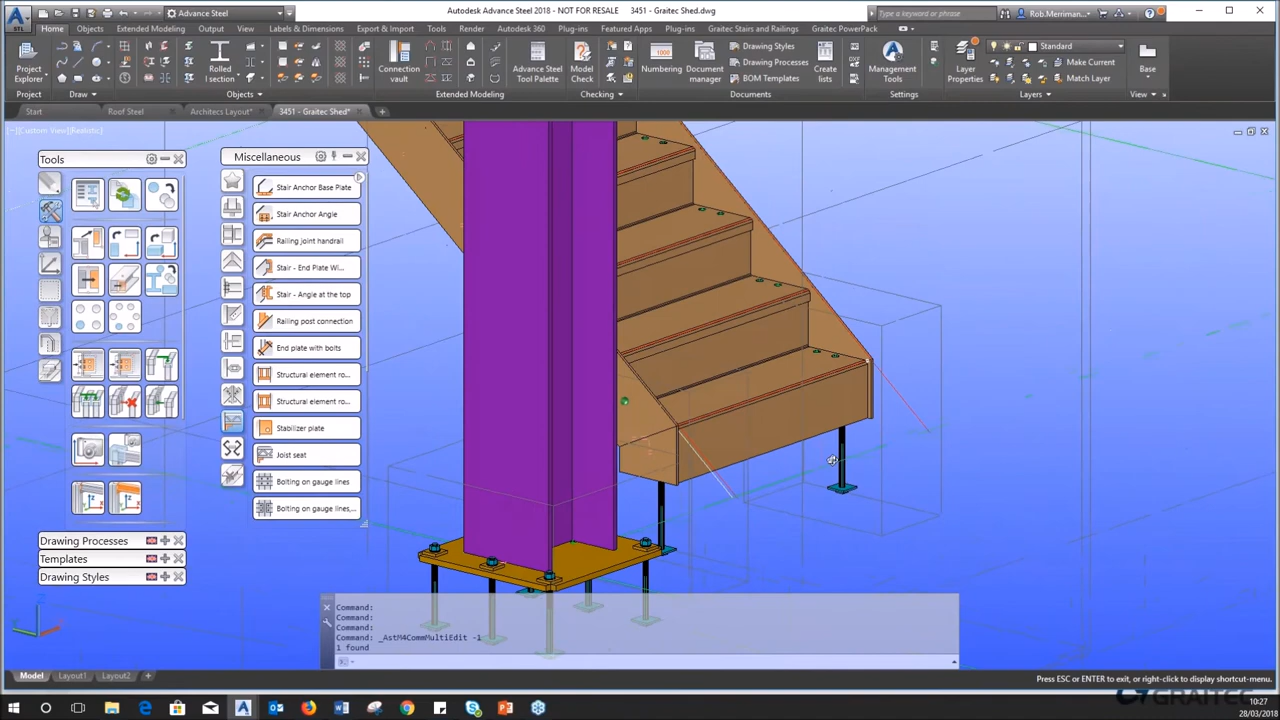 Advance Steel
Autodesk Advance Steel 2018 - NOT FOR RESALE 3451 - Graitec Shed.dwg
Type a keyword or phrase
Rob.Merriman...
STL
Home
Objects
Extended Modeling
Output
View
Labels & Dimensions
Export & Import
Tools
Render
Autodesk 360
Plug-ins
Featured Apps
Plug-ins
Graitec Stairs and Railings
Graitec PowerPack
Project Explorer
Rolled I section
Connection vault
Advance Steel Tool Palette
Model Check
Numbering
Document manager
Drawing Styles
Drawing Processes
BOM Templates
Create lists
Management Tools
Layer Properties
Standard
Make Current
Match Layer
Base
Project
Draw
Objects
Extended Modeling
Checking
Documents
Settings
Layers
View
Start
Roof Steel
Architects Layout*
3451 - Graitec Shed*
[−][Custom View][Realistic]
Tools
Miscellaneous
Stair Anchor Base Plate
Stair Anchor Angle
Railing joint handrail
Stair - End Plate Wi...
Stair - Angle at the top
Railing post connection
End plate with bolts
Structural element ro...
Structural element ro...
Stabilizer plate
Joist seat
Bolting on gauge lines
Bolting on gauge lines,...
Drawing Processes
Templates
Drawing Styles
Command:
Command:
Command:
Command: _AstM4CommMultiEdit -1
1 found
Model
Layout1
Layout2
Press ESC or ENTER to exit, or right-click to display shortcut-menu.
GRAITEC
10:27
28/03/2018